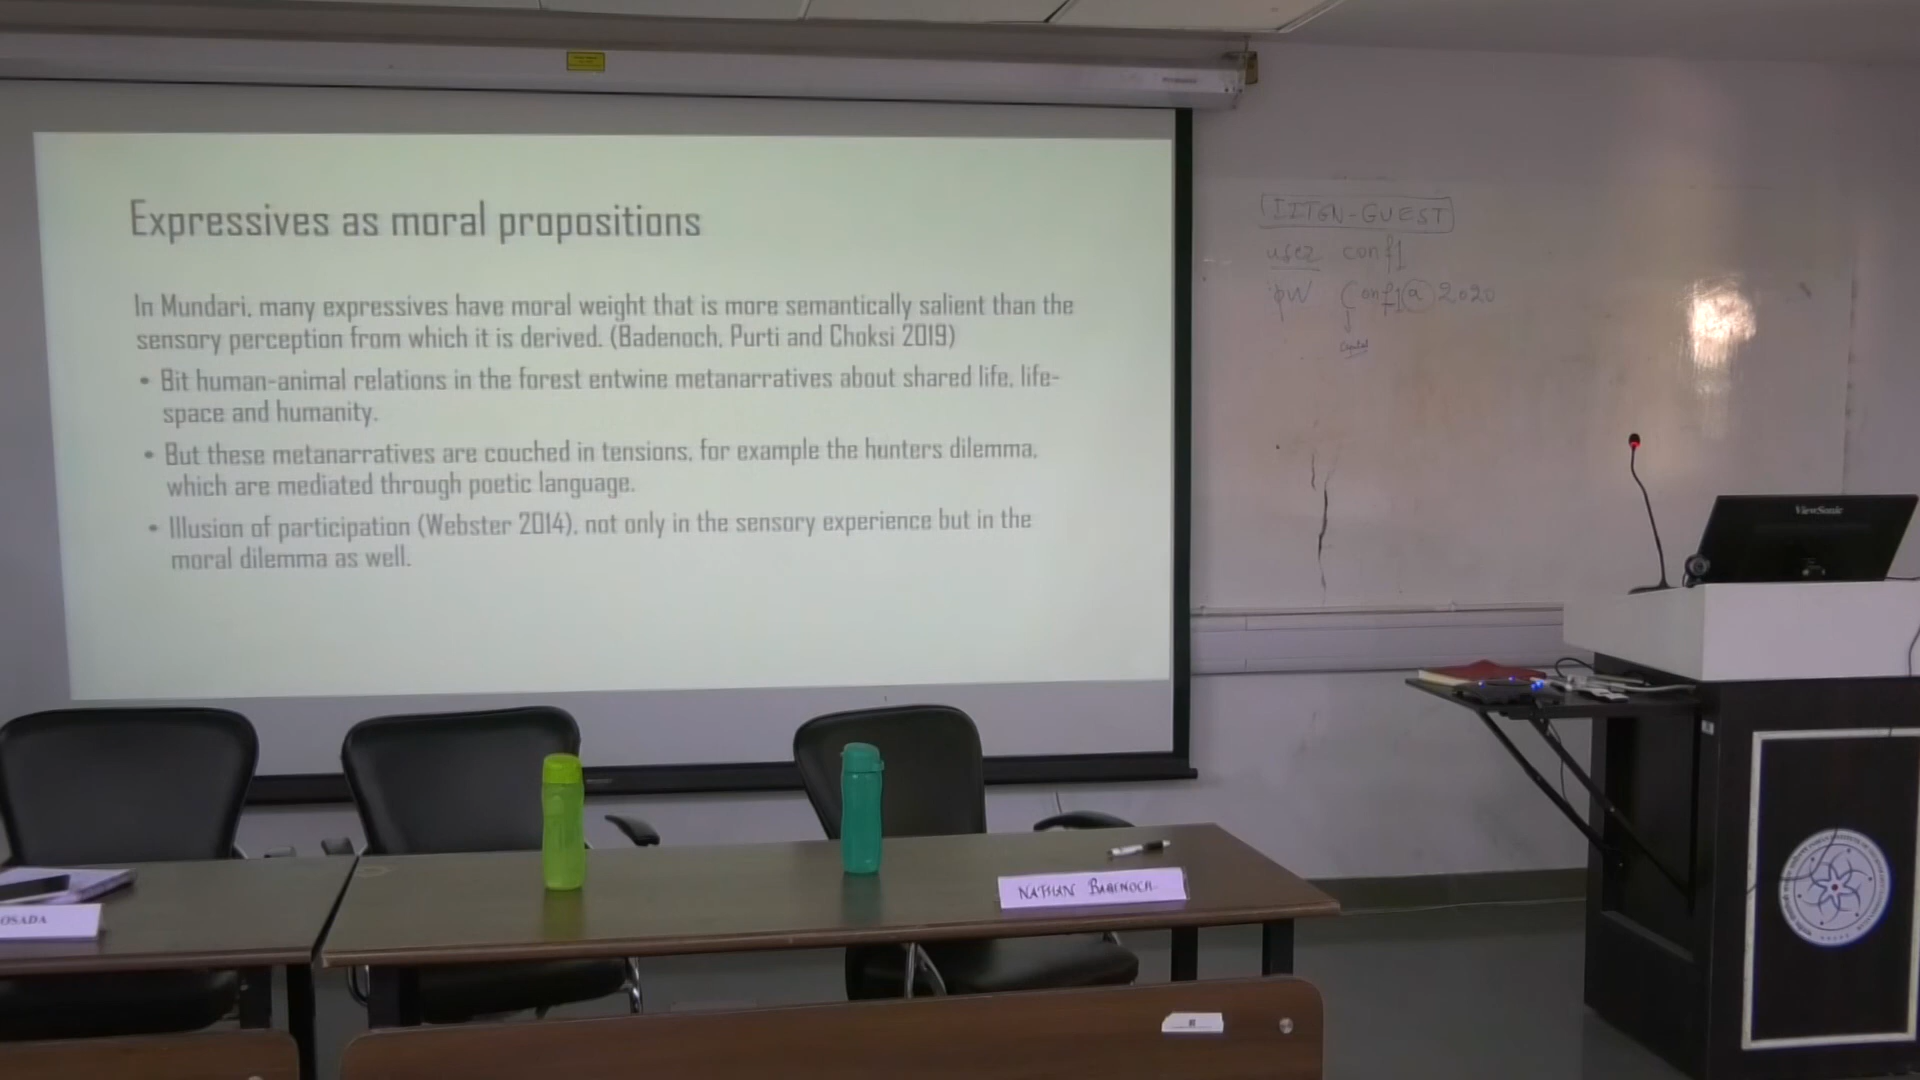 Expressives as moral propositions
In Mundari, many expressives have moral weight that is more semantically salient than the
sensory perception from which it is derived. (Badenoch, Purti and Choksi 2019)
• Bit human-animal relations in the forest entwine metanarratives about shared life, life-
space and humanity.
• But these metanarratives are couched in tensions, for example the hunters dilemma,
which are mediated through poetic language.
• Illusion of participation (Webster 2014), not only in the sensory experience but in the
moral dilemma as well.
IITGN-GUEST
user conf1
pw Conf1@2020
Capital
ViewSonic
OSADA
NATHAN BADENOCH